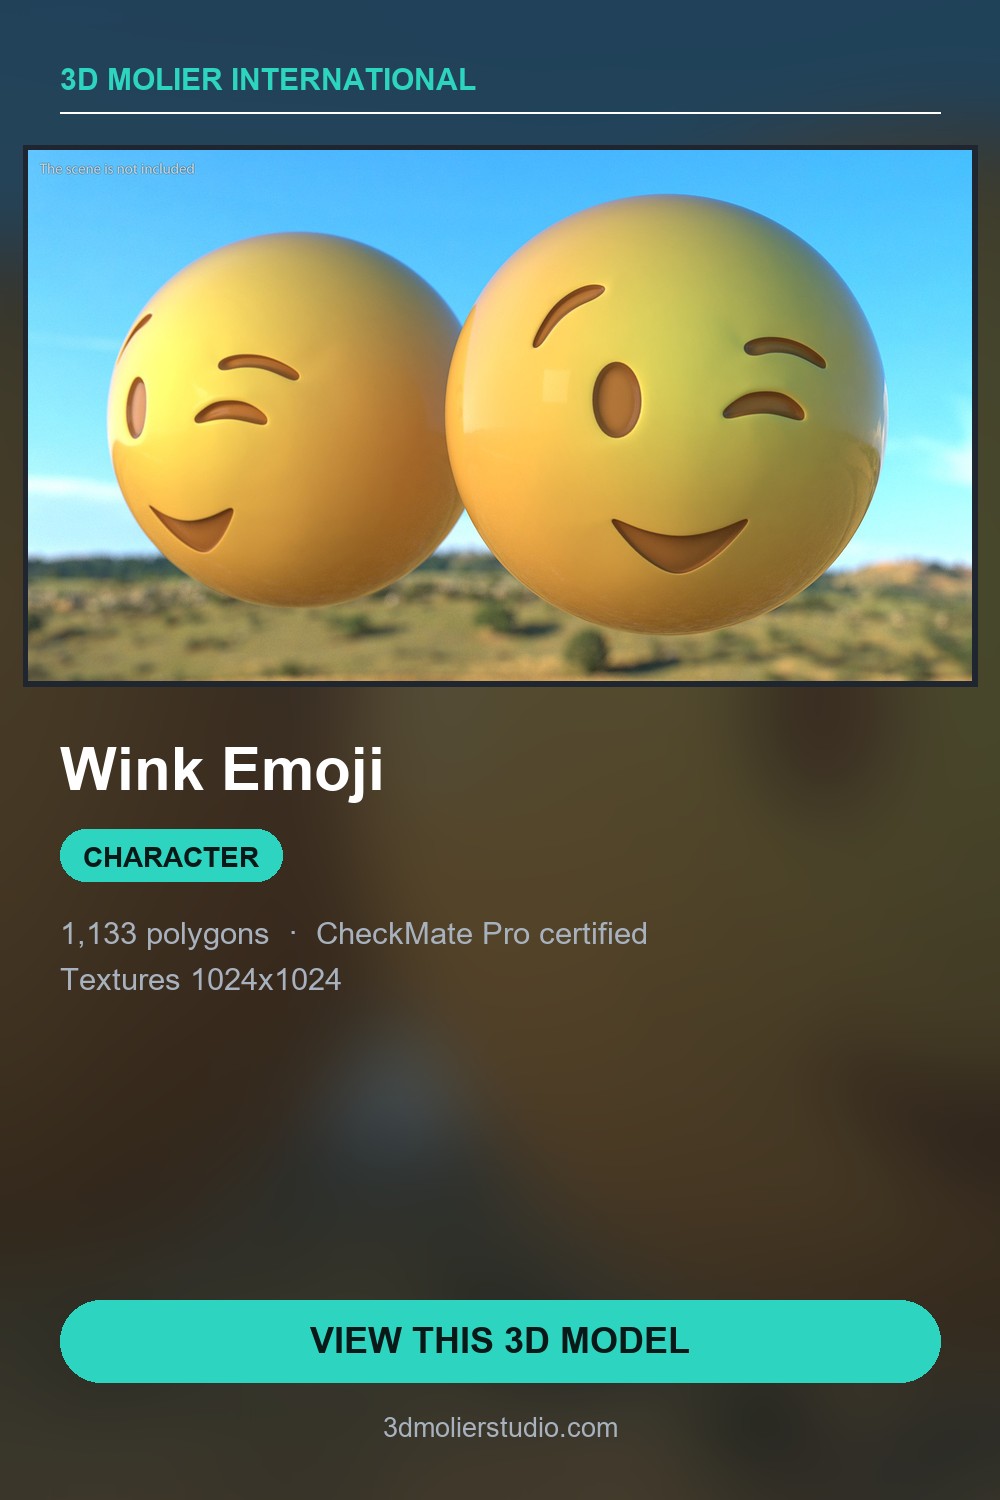 3D MOLIER INTERNATIONAL
The scene is not included
Wink Emoji
CHARACTER
1,133 polygons · CheckMate Pro certified
Textures 1024x1024
VIEW THIS 3D MODEL
3dmolierstudio.com